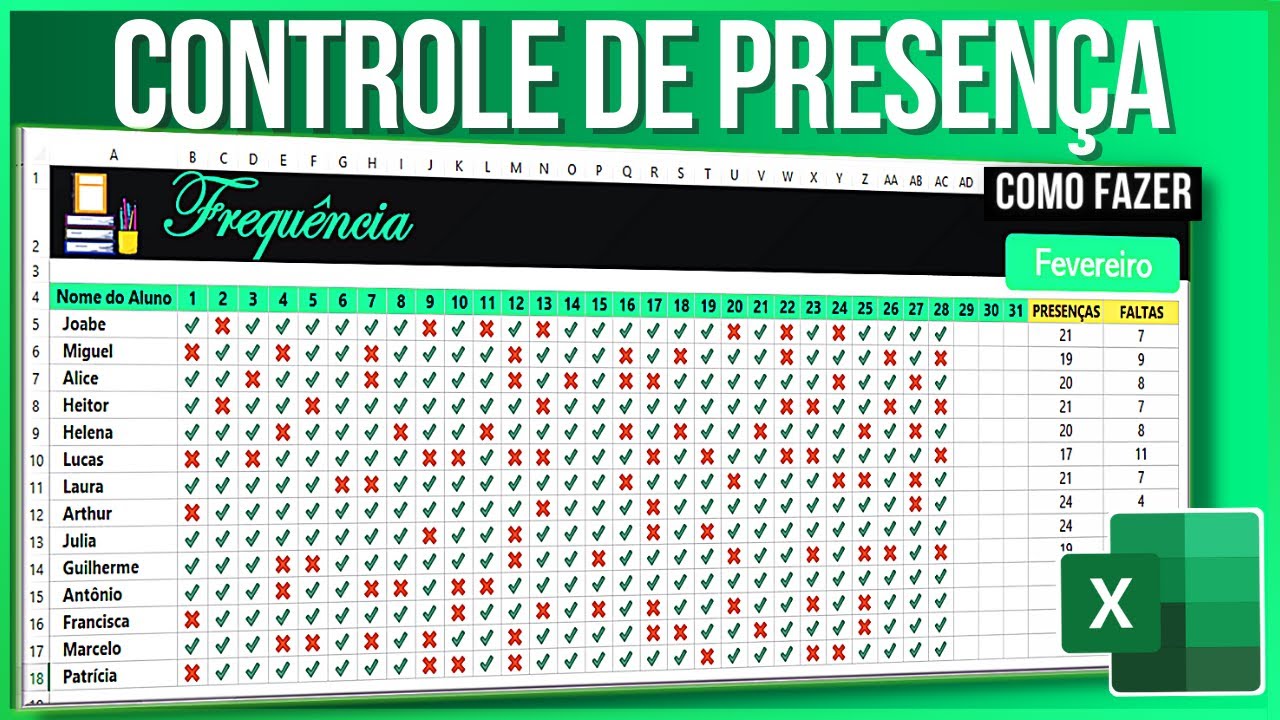 CONTROLE DE PRESENÇA
COMO FAZER
A B C D E F G H I J K L M N O P Q R S T U V W X Y Z AA AB AC AD
1
2 Frequência
Fevereiro
3
4 Nome do Aluno 1 2 3 4 5 6 7 8 9 10 11 12 13 14 15 16 17 18 19 20 21 22 23 24 25 26 27 28 29 30 31 PRESENÇAS FALTAS
5 Joabe ✓ ✗ ✓ ✓ ✓ ✓ ✓ ✓ ✗ ✓ ✗ ✓ ✗ ✓ ✓ ✓ ✓ ✓ ✓ ✗ ✓ ✗ ✓ ✗ ✓ ✓ ✓ ✓ 21 7
6 Miguel ✗ ✓ ✓ ✗ ✓ ✓ ✗ ✓ ✓ ✓ ✓ ✗ ✓ ✓ ✓ ✗ ✓ ✗ ✓ ✓ ✓ ✗ ✓ ✓ ✓ ✗ ✓ ✗ 19 9
7 Alice ✓ ✓ ✗ ✓ ✓ ✓ ✗ ✓ ✓ ✓ ✓ ✗ ✓ ✗ ✓ ✗ ✗ ✓ ✓ ✓ ✓ ✓ ✓ ✗ ✓ ✓ ✗ ✓ 20 8
8 Heitor ✓ ✗ ✓ ✓ ✗ ✓ ✓ ✓ ✓ ✓ ✓ ✓ ✗ ✓ ✓ ✓ ✓ ✓ ✓ ✓ ✓ ✗ ✗ ✓ ✓ ✗ ✓ ✗ 21 7
9 Helena ✓ ✓ ✓ ✗ ✓ ✓ ✓ ✗ ✓ ✓ ✗ ✓ ✓ ✓ ✓ ✗ ✓ ✗ ✓ ✓ ✗ ✓ ✓ ✓ ✗ ✓ ✗ ✓ 20 8
10 Lucas ✗ ✓ ✗ ✓ ✓ ✓ ✓ ✓ ✗ ✗ ✓ ✗ ✗ ✓ ✓ ✓ ✗ ✓ ✗ ✓ ✓ ✗ ✗ ✓ ✓ ✓ ✓ ✗ 17 11
11 Laura ✓ ✓ ✓ ✓ ✓ ✗ ✗ ✓ ✓ ✓ ✓ ✓ ✓ ✓ ✓ ✗ ✓ ✓ ✓ ✗ ✓ ✓ ✓ ✗ ✗ ✓ ✗ ✓ 21 7
12 Arthur ✗ ✓ ✓ ✓ ✓ ✓ ✓ ✓ ✓ ✓ ✓ ✓ ✗ ✓ ✓ ✓ ✗ ✓ ✓ ✓ ✓ ✓ ✓ ✓ ✓ ✓ ✗ ✓ 24 4
13 Julia ✓ ✓ ✓ ✓ ✓ ✓ ✓ ✓ ✗ ✓ ✓ ✗ ✓ ✓ ✓ ✓ ✗ ✓ ✗ ✓ ✓ ✓ ✓ ✓ ✓ ✓ ✓ ✓ 24
14 Guilherme ✓ ✓ ✓ ✗ ✗ ✓ ✓ ✓ ✓ ✓ ✓ ✗ ✓ ✓ ✗ ✓ ✓ ✓ ✓ ✗ ✓ ✓ ✗ ✓ ✗ ✗ ✓ ✗ 19
15 Antônio ✓ ✓ ✓ ✗ ✓ ✓ ✗ ✗ ✓ ✗ ✗ ✓ ✓ ✓ ✓ ✓ ✓ ✓ ✓ ✓ ✓ ✓ ✓ ✓ ✓ ✓ ✓ ✓
16 Francisca ✗ ✓ ✓ ✓ ✓ ✓ ✓ ✓ ✓ ✗ ✓ ✓ ✗ ✓ ✗ ✓ ✗ ✓ ✓ ✗ ✓ ✓ ✗ ✓ ✗ ✓ ✓ ✓
17 Marcelo ✓ ✓ ✓ ✗ ✗ ✓ ✗ ✓ ✗ ✓ ✓ ✗ ✓ ✓ ✓ ✓ ✗ ✗ ✓ ✓ ✗ ✓ ✓ ✓ ✗ ✓ ✓ ✓
18 Patrícia ✗ ✓ ✓ ✓ ✓ ✓ ✓ ✓ ✗ ✗ ✓ ✗ ✓ ✓ ✓ ✓ ✓ ✓ ✗ ✓ ✓ ✓ ✗ ✗ ✓ ✓ ✓ ✓
X